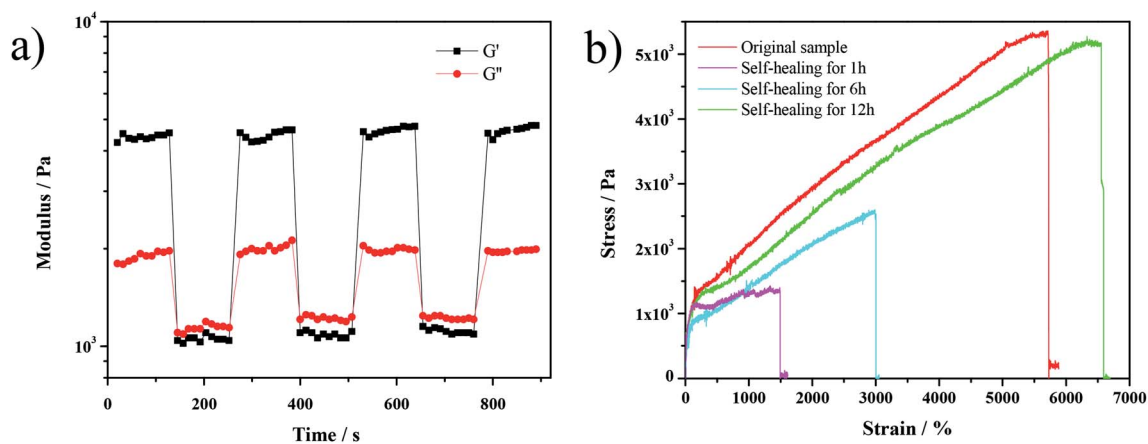 a)
10⁴
G'
G''
Modulus / Pa
10³
200
400
600
800
Time / s
b)
Original sample
Self-healing for 1h
Self-healing for 6h
Self-healing for 12h
5x10³
4x10³
3x10³
2x10³
1x10³
0
Stress / Pa
0
1000
2000
3000
4000
5000
6000
7000
Strain / %